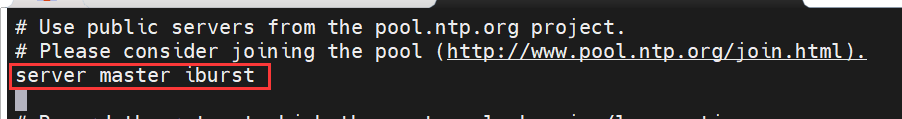 # Use public servers from the pool.ntp.org project.
# Please consider joining the pool (http://www.pool.ntp.org/join.html).
server master iburst